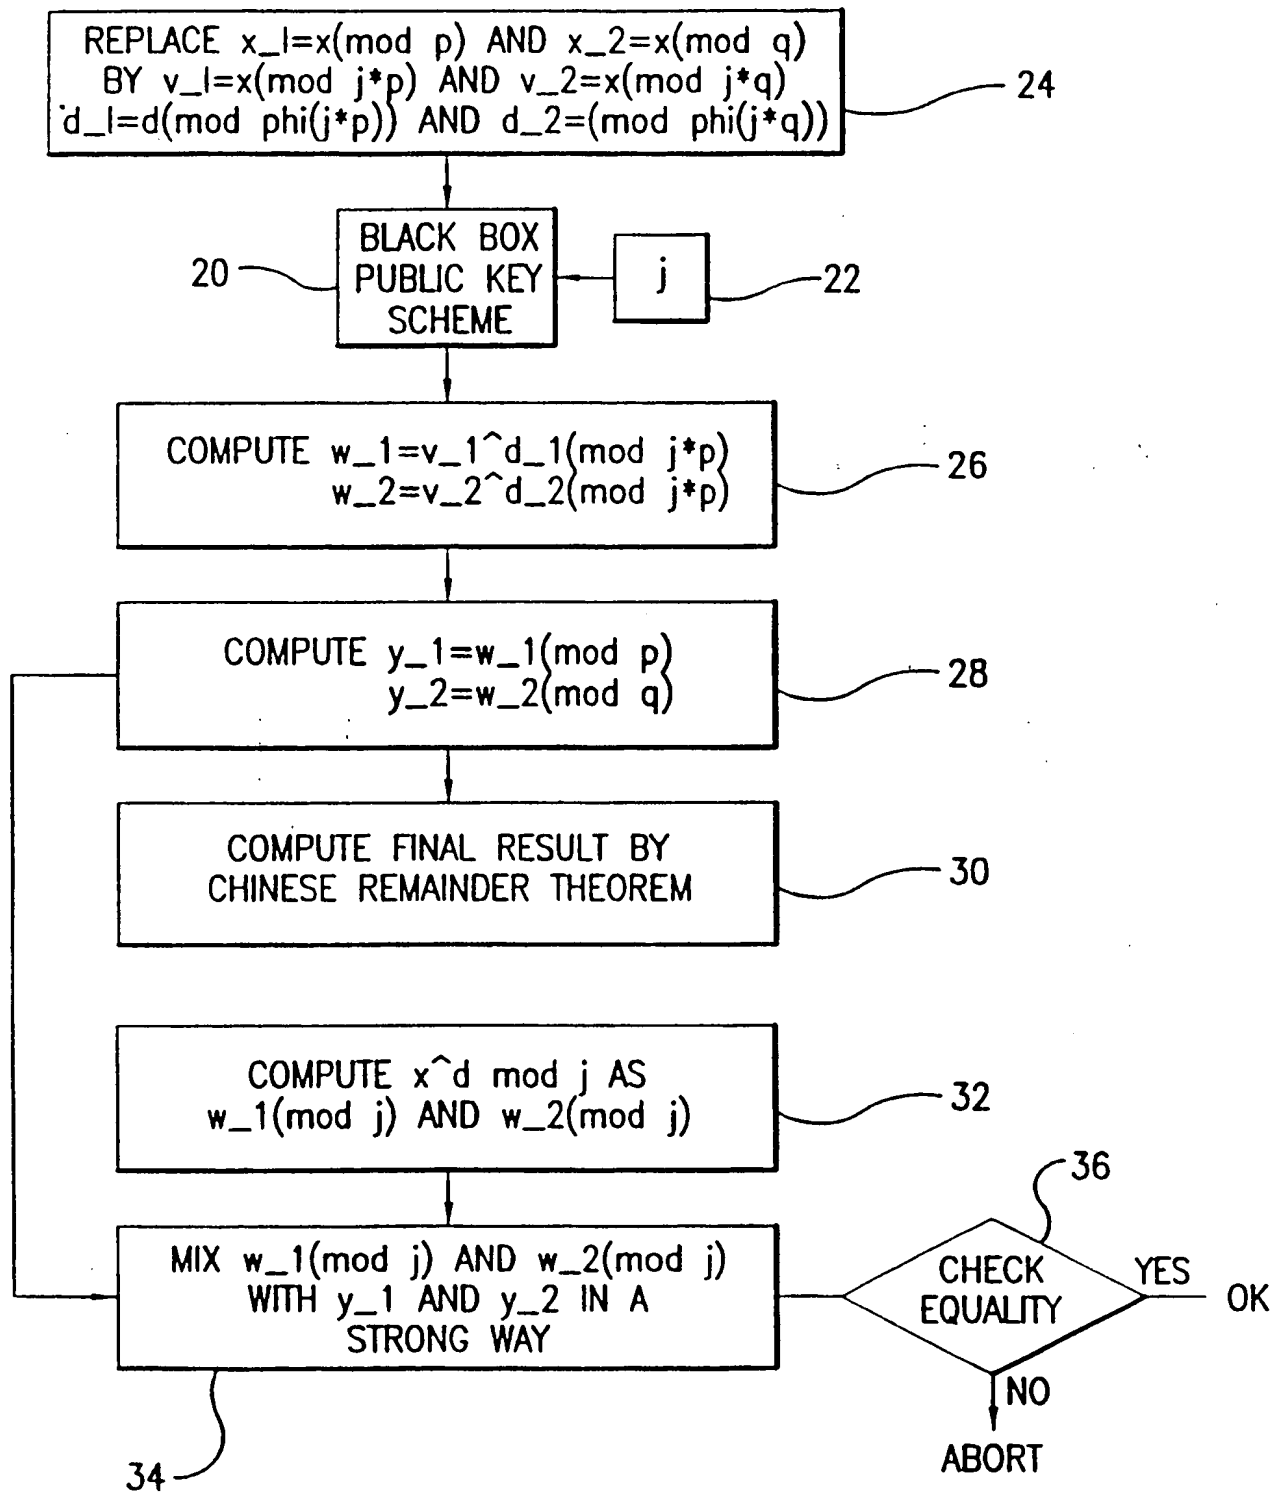 REPLACE x_l=x(mod p) AND x_2=x(mod q)
BY v_l=x(mod j*p) AND v_2=x(mod j*q)
d_l=d(mod phi(j*p)) AND d_2=(mod phi(j*q))
24
BLACK BOX
PUBLIC KEY
SCHEME
20
j
22
COMPUTE w_1=v_1^d_1(mod j*p)
w_2=v_2^d_2(mod j*p)
26
COMPUTE y_1=w_1(mod p)
y_2=w_2(mod q)
28
COMPUTE FINAL RESULT BY
CHINESE REMAINDER THEOREM
30
COMPUTE x^d mod j AS
w_1(mod j) AND w_2(mod j)
32
MIX w_1(mod j) AND w_2(mod j)
WITH y_1 AND y_2 IN A
STRONG WAY
34
36
CHECK
EQUALITY
YES
OK
NO
ABORT